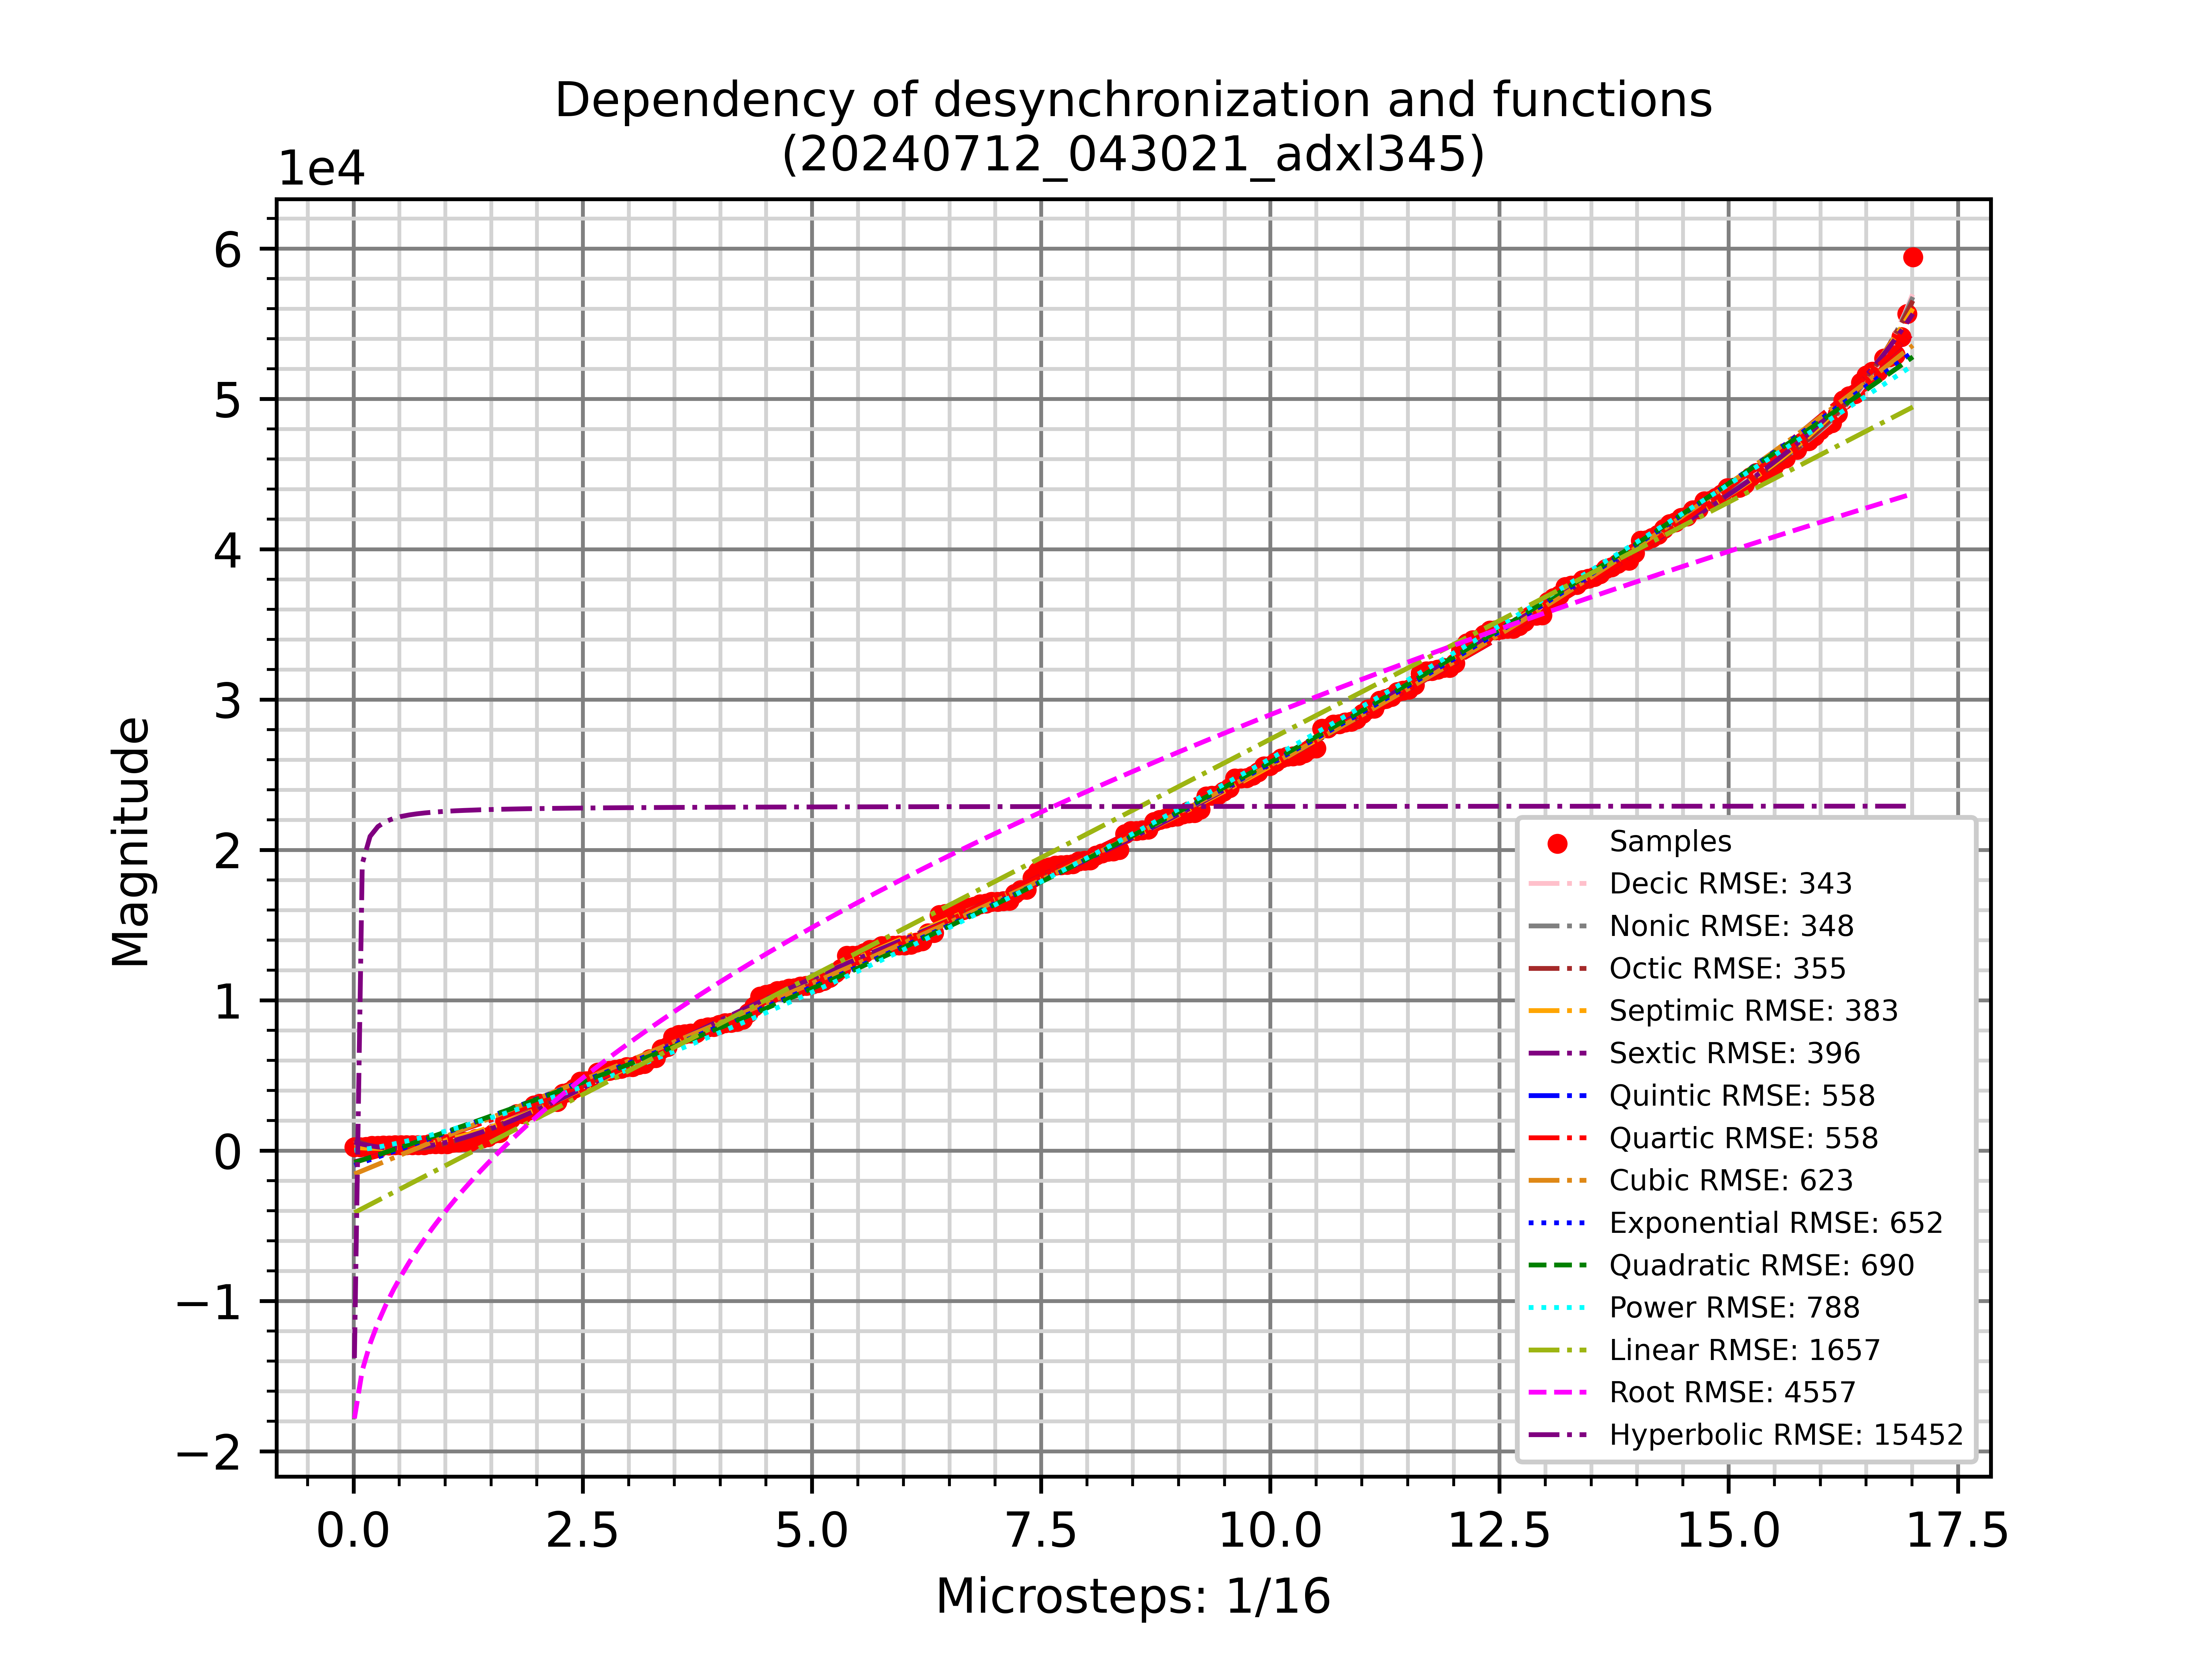 Dependency of desynchronization and functions
(20240712_043021_adxl345)
1e4
6
5
4
3
2
1
0
−1
−2
Magnitude
Samples
Decic RMSE: 343
Nonic RMSE: 348
Octic RMSE: 355
Septimic RMSE: 383
Sextic RMSE: 396
Quintic RMSE: 558
Quartic RMSE: 558
Cubic RMSE: 623
Exponential RMSE: 652
Quadratic RMSE: 690
Power RMSE: 788
Linear RMSE: 1657
Root RMSE: 4557
Hyperbolic RMSE: 15452
0.0 2.5 5.0 7.5 10.0 12.5 15.0 17.5
Microsteps: 1/16